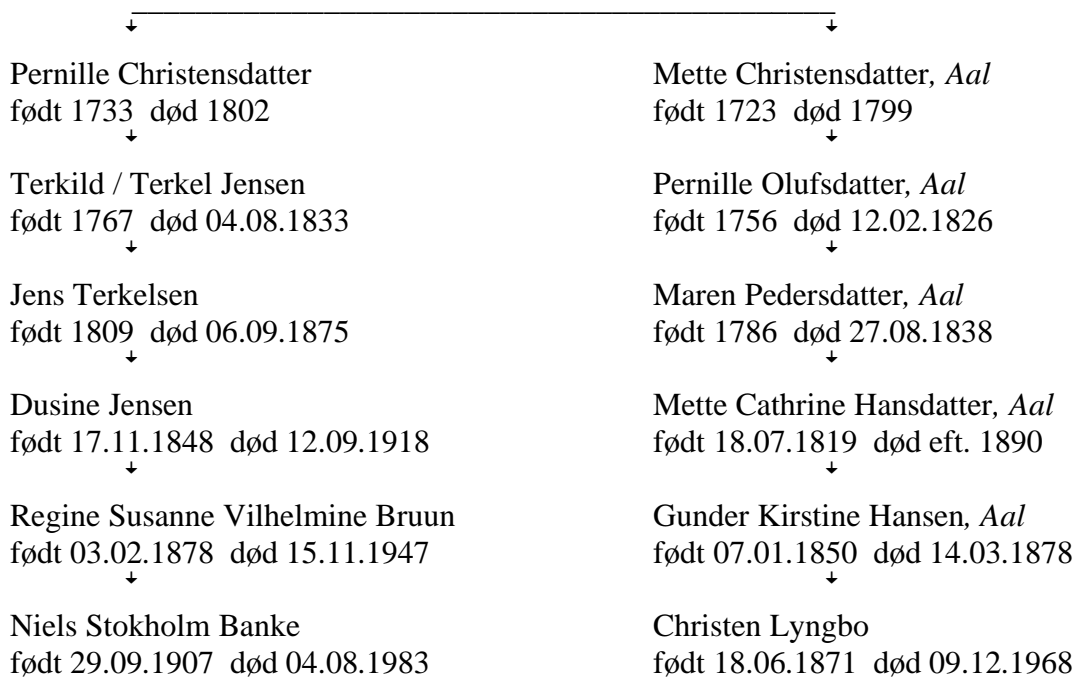 Pernille Christensdatter
født 1733 død 1802
Terkild / Terkel Jensen
født 1767 død 04.08.1833
Jens Terkelsen
født 1809 død 06.09.1875
Dusine Jensen
født 17.11.1848 død 12.09.1918
Regine Susanne Vilhelmine Bruun
født 03.02.1878 død 15.11.1947
Niels Stokholm Banke
født 29.09.1907 død 04.08.1983
Mette Christensdatter, Aal
født 1723 død 1799
Pernille Olufsdatter, Aal
født 1756 død 12.02.1826
Maren Pedersdatter, Aal
født 1786 død 27.08.1838
Mette Cathrine Hansdatter, Aal
født 18.07.1819 død eft. 1890
Gunder Kirstine Hansen, Aal
født 07.01.1850 død 14.03.1878
Christen Lyngbo
født 18.06.1871 død 09.12.1968